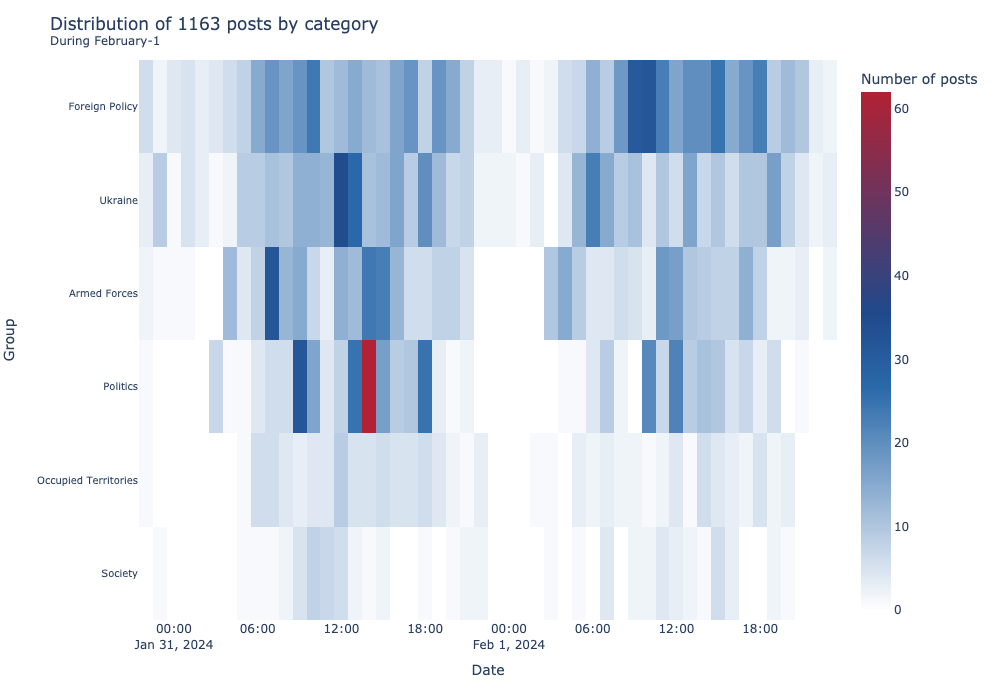 Distribution of 1163 posts by category
During February-1
Number of posts
60
50
40
30
20
10
0
Group
Foreign Policy
Ukraine
Armed Forces
Politics
Occupied Territories
Society
00:00 06:00 12:00 18:00 00:00 06:00 12:00 18:00
Jan 31, 2024 Feb 1, 2024
Date